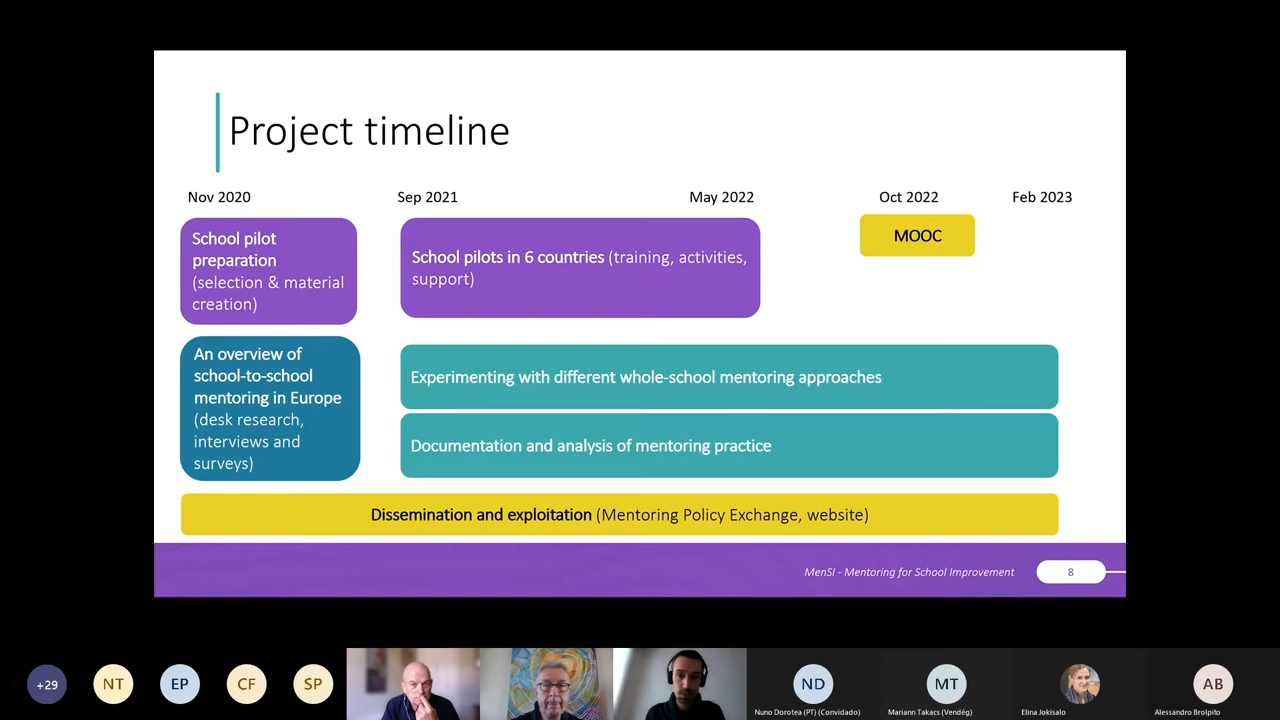 Project timeline
Nov 2020
Sep 2021
May 2022
Oct 2022
Feb 2023
School pilot
preparation
(selection & material
creation)
School pilots in 6 countries (training, activities,
support)
MOOC
An overview of
school-to-school
mentoring in Europe
(desk research,
interviews and
surveys)
Experimenting with different whole-school mentoring approaches
Documentation and analysis of mentoring practice
Dissemination and exploitation (Mentoring Policy Exchange, website)
MenSI - Mentoring for School Improvement
8
+29
NT
EP
CF
SP
ND
MT
AB
Nuno Dorotea (PT) (Convidado)
Mariann Takacs (Vendég)
Elina Jokisalo
Alessandro Brolpito